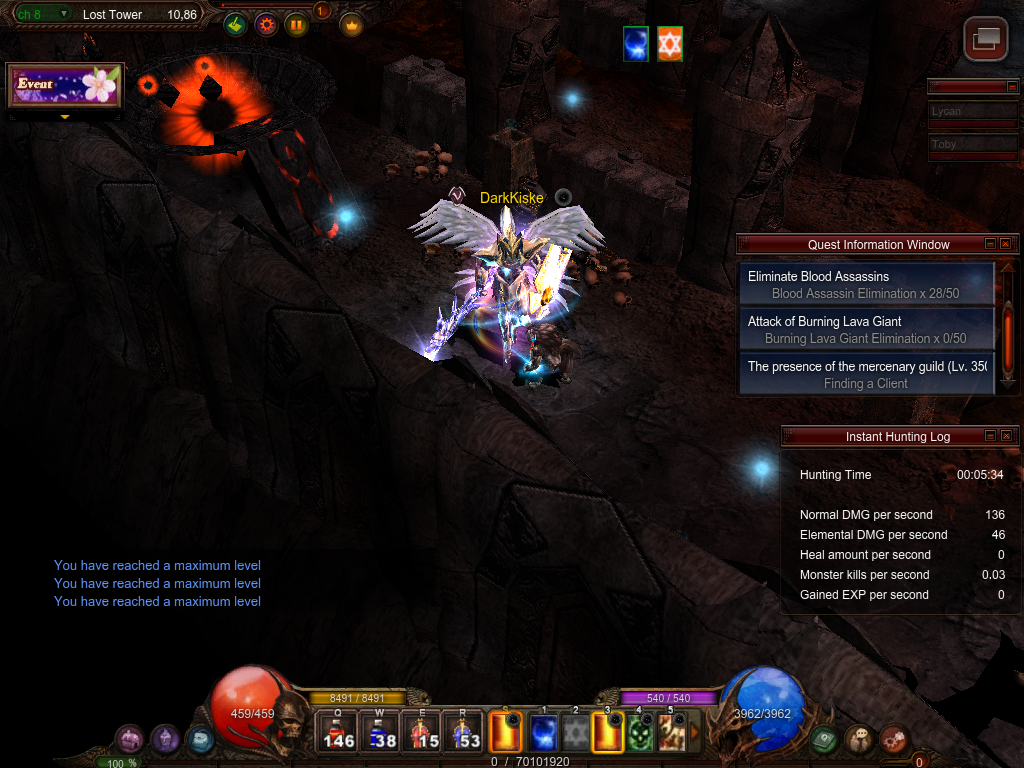 ch 8 Lost Tower 10,86
1
Event
Lycan
Toby
DarkKiske
Quest Information Window
Eliminate Blood Assassins
Blood Assassin Elimination x 28/50
Attack of Burning Lava Giant
Burning Lava Giant Elimination x 0/50
The presence of the mercenary guild (Lv. 350
Finding a Client
Instant Hunting Log
Hunting Time 00:05:34
Normal DMG per second 136
Elemental DMG per second 46
Heal amount per second 0
Monster kills per second 0.03
Gained EXP per second 0
You have reached a maximum level
You have reached a maximum level
You have reached a maximum level
8491 / 8491 540 / 540
459/459 3962/3962
Q W E R 1 2 3 4 5
146 38 15 53
100 % 0 / 70101920 0